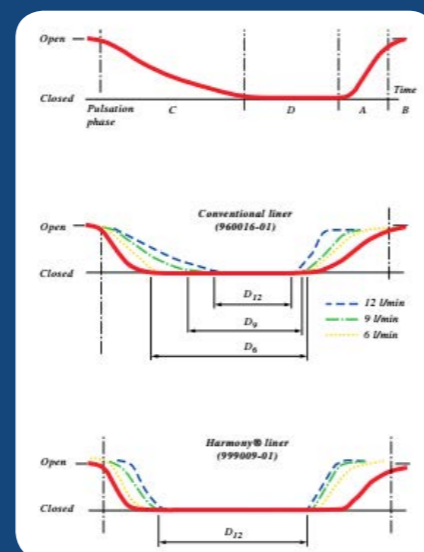 Open
Closed
Pulsation
phase
C
D
A
B
Time
Conventional liner
(960016-01)
Open
Closed
D12
D9
D6
12 l/min
9 l/min
6 l/min
Harmony® liner
(999009-01)
Open
Closed
D12